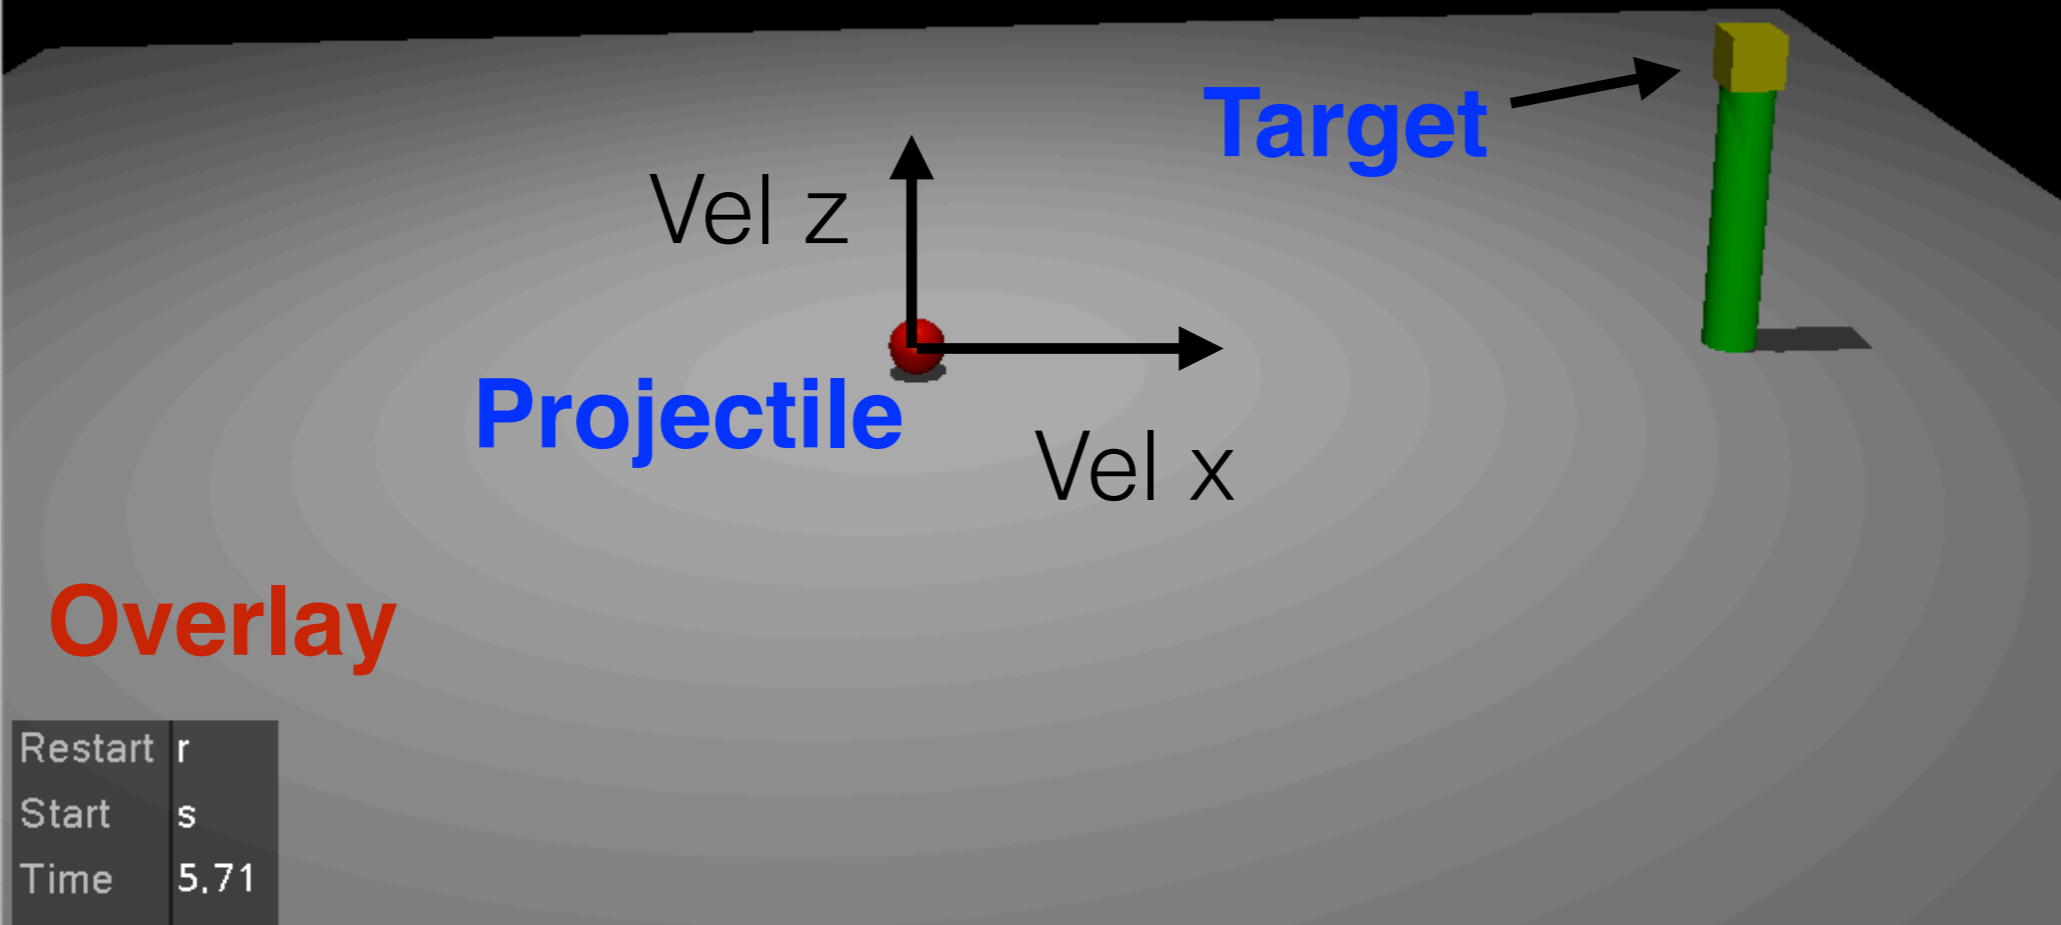 Target
Vel z
Projectile
Vel x
Overlay
Restart r
Start s
Time 5.71